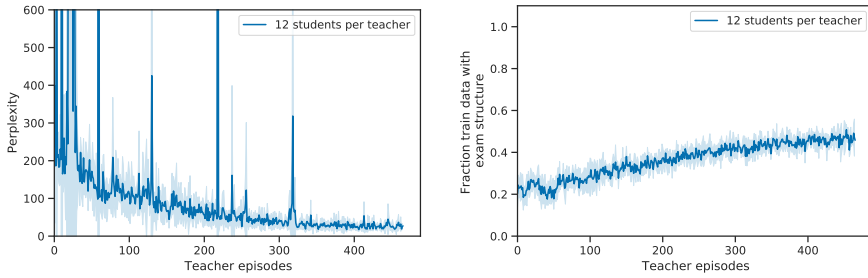 600
500
400
300
200
100
0
Perplexity
12 students per teacher
0 100 200 300 400
Teacher episodes
1.0
0.8
0.6
0.4
0.2
0.0
Fraction train data with
exam structure
12 students per teacher
0 100 200 300 400
Teacher episodes